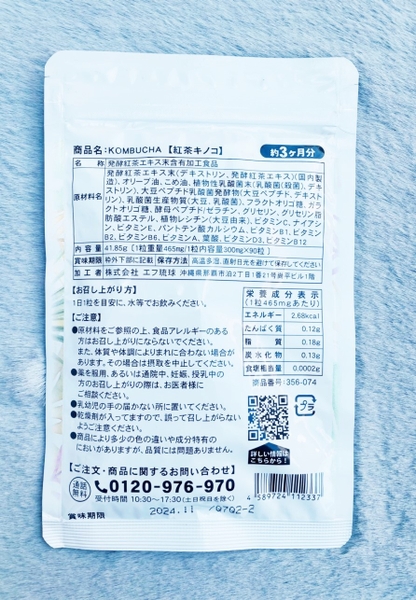 商品名:KOMBUCHA 【紅茶キノコ】 約3ヶ月分
名 称 発酵紅茶エキス末含有加工食品
原材料名 発酵紅茶エキス末(デキストリン、発酵紅茶エキス)(国内製
造)、オリーブ油、こめ油、植物性乳酸菌末(乳酸菌(殺菌)、デキ
ストリン)、大豆ペプチド乳酸菌発酵物(大豆ペプチド、デキスト
リン)、乳酸菌生産物質(大豆、乳酸菌)、フラクトオリゴ糖、ガラ
クトオリゴ糖、酵母ペプチド/ゼラチン、グリセリン、グリセリン脂
肪酸エステル、植物レシチン(大豆由来)、ビタミンC、ナイアシ
ン、ビタミンE、パントテン酸カルシウム、ビタミンB1、ビタミン
B2、ビタミンB6、ビタミンA、葉酸、ビタミンD3、ビタミンB12
内 容 量 41.85g [1粒重量465mg/1粒内容量300mg×90粒]
賞味期限 枠外下部に記載 保存方法 高温多湿、直射日光を避けて保存してください
加 工 者 株式会社 エフ琉球 沖縄県那覇市泊2丁目1番21号
【お召し上がり方】
1日1粒を目安に、水等でお飲みください。
【ご注意】
●原材料をご参照の上、食品アレルギーのある
方はお召し上がりにならないでください。
また、体質や体調によりまれに合わない場合が
あります。その場合は摂取を中止してください。
●薬を服用、あるいは通院中、妊娠、授乳中の
方のお召し上がりの際は、お医者様に
ご相談ください。
●乳幼児の手の届かない所に置いてください。
●乾燥剤が入ってますので、誤って召し上がらない
ようご注意ください。
●商品により多少の色の違いや成分特有の
においがありますが、品質には問題ありません。
栄養成分表示
(1粒465mgあたり)
エネルギー 2.68kcal
たんぱく質 0.12g
脂 質 0.18g
炭水化物 0.13g
食塩相当量 0.0002g
商品番号:356-074
プラ
詳しい情報は
こちらから!
【ご注文・商品に関するお問い合わせ】
通話無料 0120-976-970
受付時間 10:30〜17:30(土日祝日を除く)
4 589724 112337
賞味期限 2024.11 /Q702-2